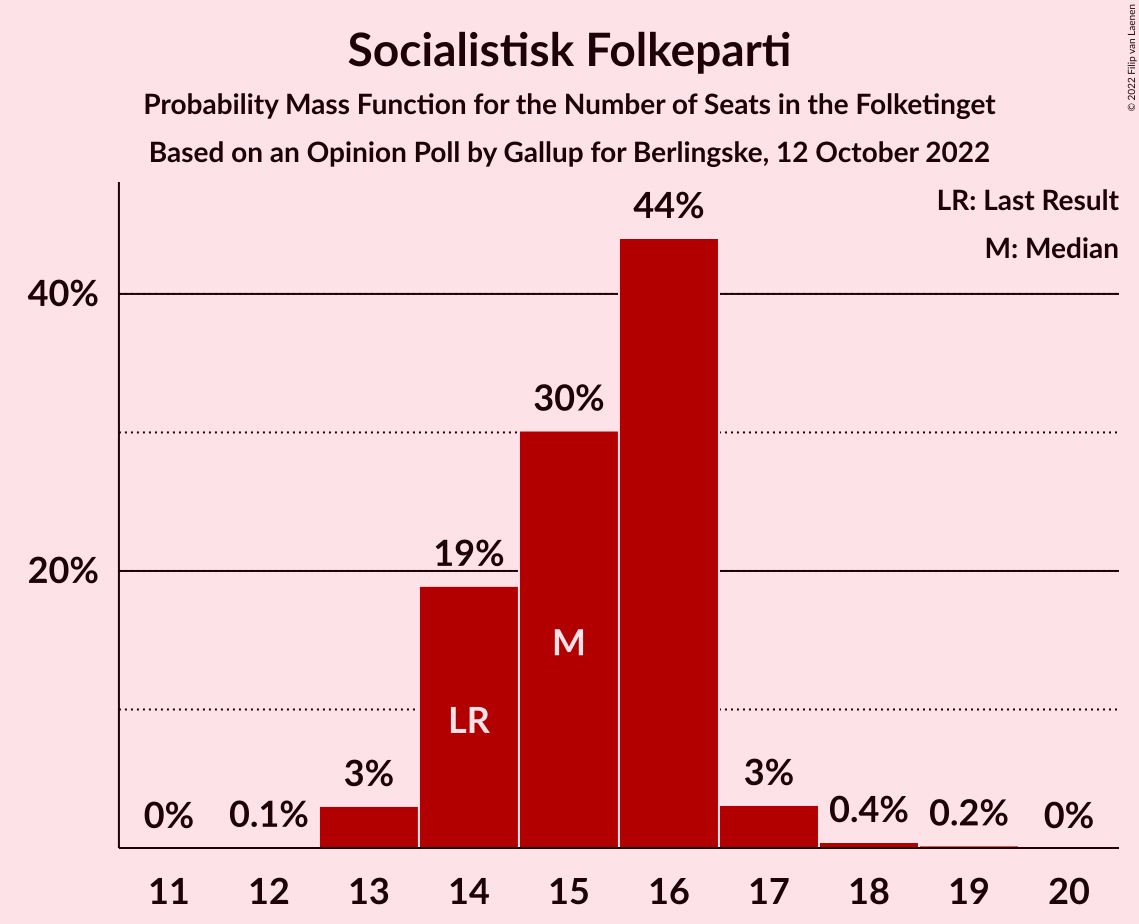 Socialistisk Folkeparti
Probability Mass Function for the Number of Seats in the Folketinget
Based on an Opinion Poll by Gallup for Berlingske, 12 October 2022
© 2022 Filip van Laenen
LR: Last Result
M: Median
44%
40%
30%
20%
19%
M
LR
3%
3%
0%
0.1%
0.4%
0.2%
0%
11 12 13 14 15 16 17 18 19 20